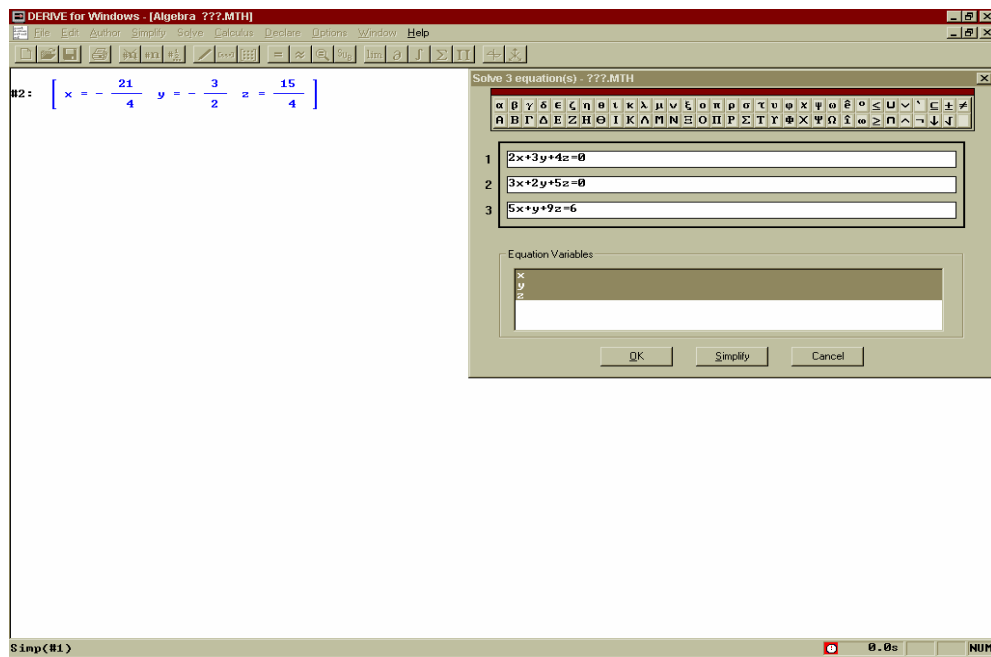 DERIVE for Windows - [Algebra ???.MTH]
File Edit Author Simplify Solve Calculus Declare Options Window Help
lim ∂ ∫ Σ Π
#2: [ x = - 21/4 y = - 3/2 z = 15/4 ]
Solve 3 equation(s) - ???.MTH
α β γ δ ε ζ η θ ι κ λ μ ν ξ ο π ρ σ τ υ φ χ ψ ω ê ° ≤ ∪ ∨ ` ⊆ ± ≠
Α Β Γ Δ Ε Ζ Η Θ Ι Κ Λ Μ Ν Ξ Ο Π Ρ Σ Τ Υ Φ Χ Ψ Ω î ∞ ≥ ∩ ∧ ¬ ↓ √
1 2x+3y+4z=0
2 3x+2y+5z=0
3 5x+y+9z=6
Equation Variables
x
y
z
OK Simplify Cancel
Simp(#1) 0.0s NUM